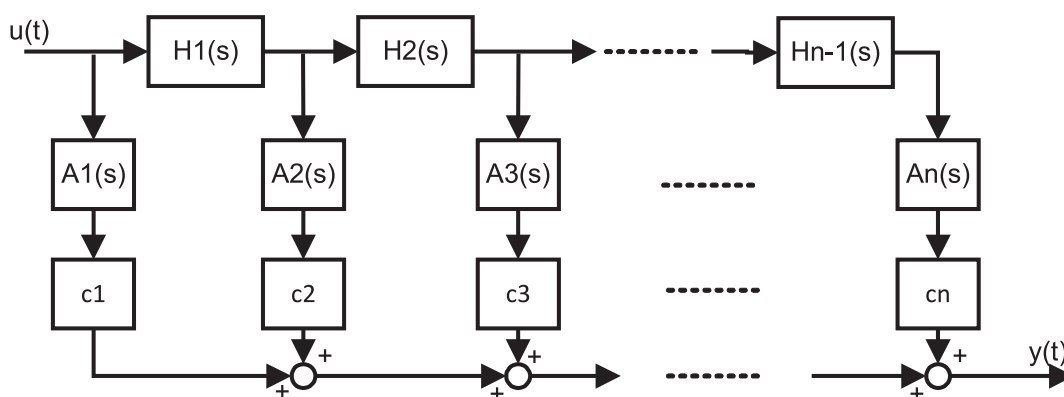 u(t)
H1(s) H2(s) Hn-1(s)
A1(s) A2(s) A3(s) An(s)
c1 c2 c3 cn
+ + +
y(t)
+ + +